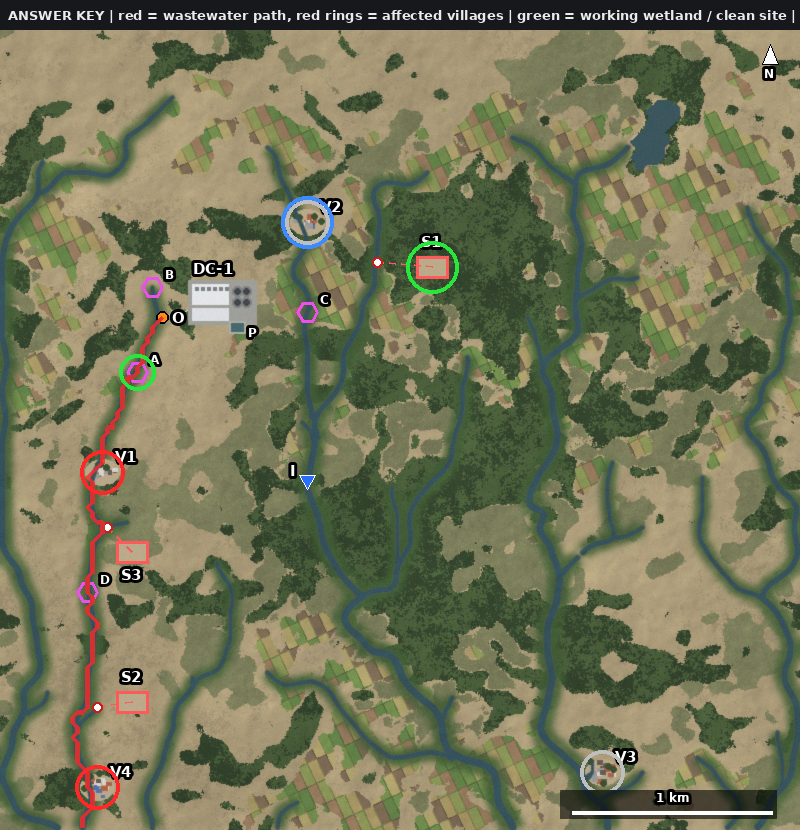 ANSWER KEY | red = wastewater path, red rings = affected villages | green = working wetland / clean site |
N
V2
S1
B
DC-1
C
O
P
A
V1
I
S3
D
S2
V4
V3
1 km